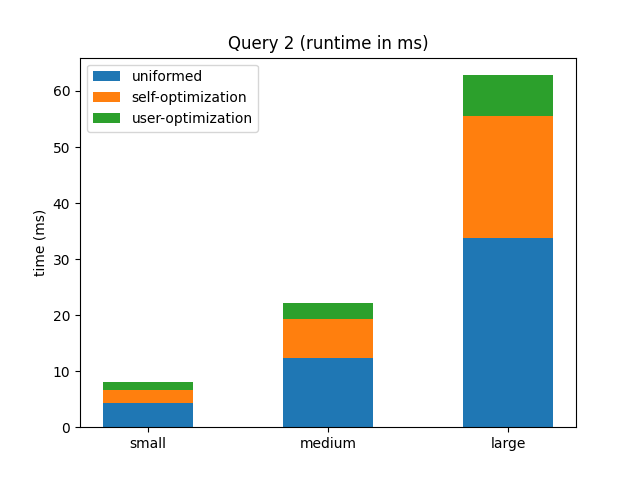 Query 2 (runtime in ms)
uniformed
self-optimization
user-optimization
time (ms)
60
50
40
30
20
10
0
small
medium
large